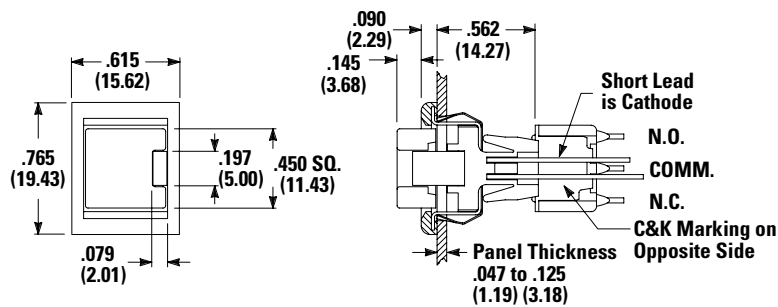 .615
(15.62)
.765
(19.43)
.197
(5.00)
.450 SQ.
(11.43)
.079
(2.01)
.090
(2.29)
.145
(3.68)
.562
(14.27)
Short Lead
is Cathode
N.O.
COMM.
N.C.
C&K Marking on
Opposite Side
Panel Thickness
.047 to .125
(1.19) (3.18)